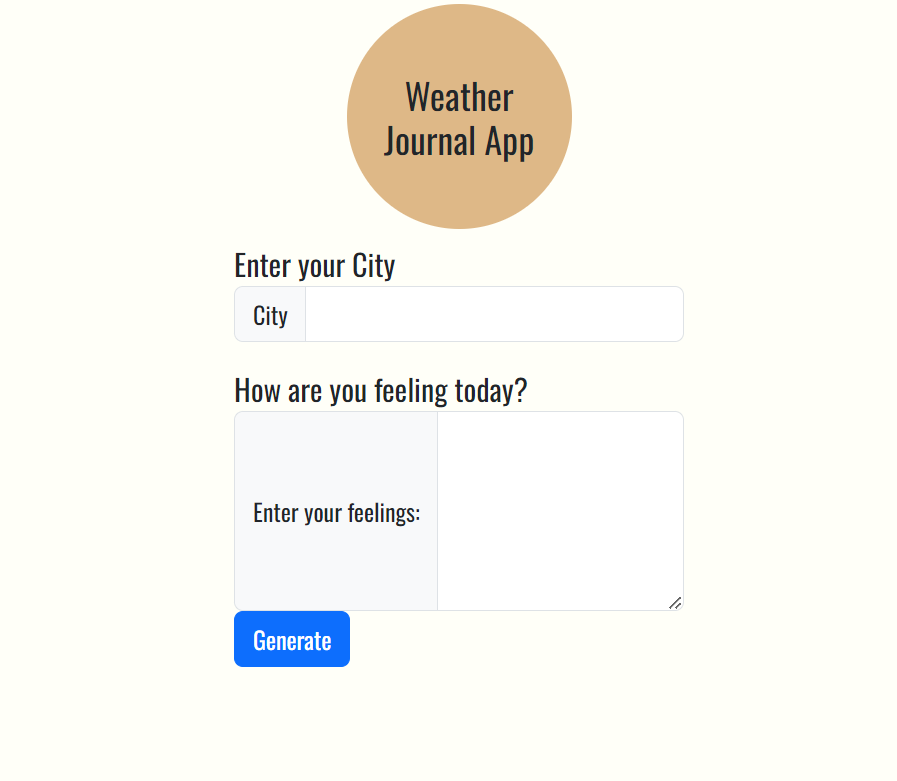 Weather
Journal App
Enter your City
City
How are you feeling today?
Enter your feelings:
Generate